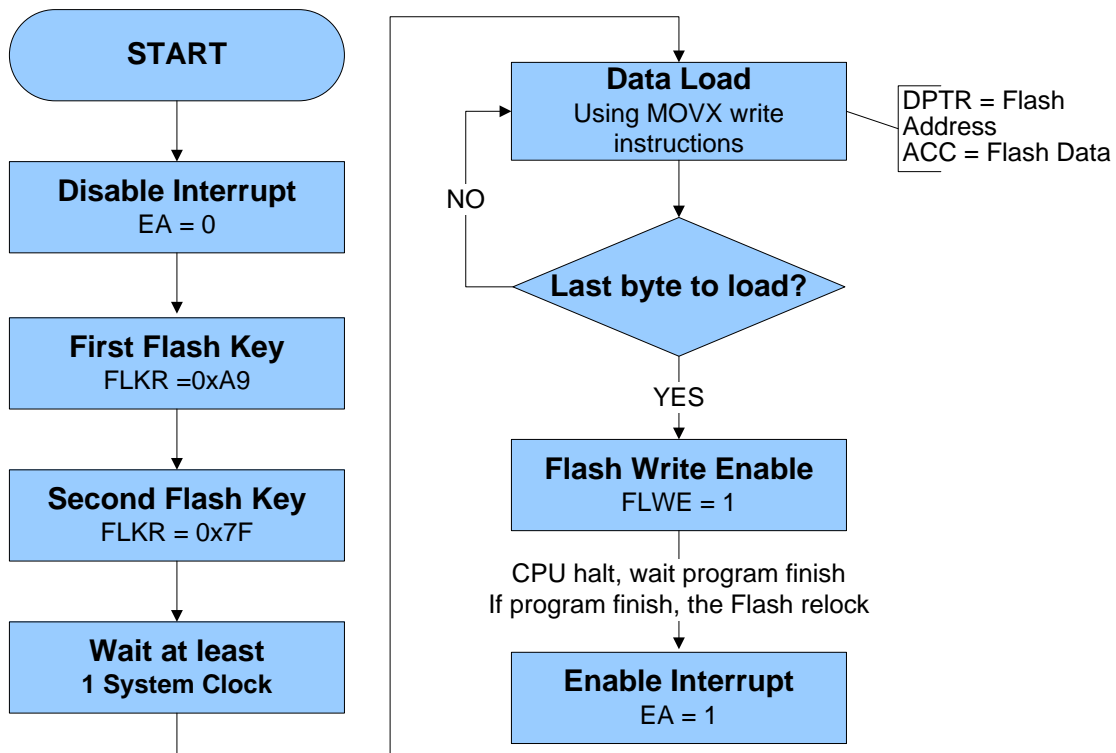 START
Disable Interrupt
EA = 0
First Flash Key
FLKR =0xA9
Second Flash Key
FLKR = 0x7F
Wait at least
1 System Clock
Data Load
Using MOVX write
instructions
DPTR = Flash
Address
ACC = Flash Data
NO
Last byte to load?
YES
Flash Write Enable
FLWE = 1
CPU halt, wait program finish
If program finish, the Flash relock
Enable Interrupt
EA = 1